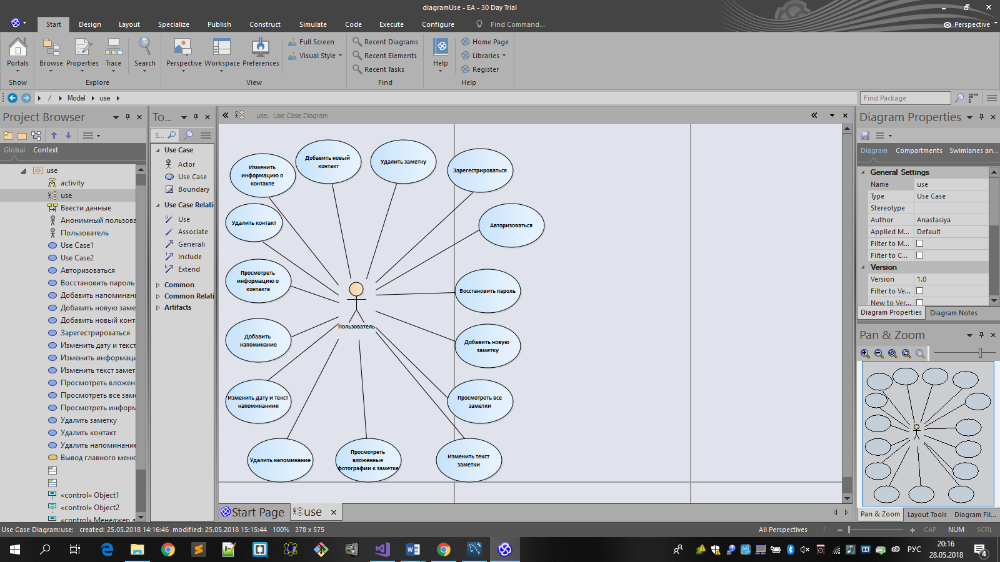 diagramUse - EA - 30 Day Trial
Start Design Layout Specialize Publish Construct Simulate Code Execute Configure Find Command... Perspective
Portals Browse Properties Trace Search Perspective Workspace Preferences Full Screen Visual Style Recent Diagrams Recent Elements Recent Tasks Help Home Page Libraries Register
Show Explore View Find Help
/ Model use
Find Package
Project Browser
Global Context
use
activity
use
Ввести данные
Анонимный пользова
Пользователь
Use Case1
Use Case2
Авторизоваться
Восстановить пароль
Добавить напоминан
Добавить новую заме
Добавить новый конт
Зарегестрироваться
Изменить дату и текст
Изменить информаци
Изменить текст замет
Просмотреть вложен
Просмотреть все заме
Просмотреть информ
Удалить заметку
Удалить контакт
Удалить напоминание
Вывод главного меню
«control» Object1
«control» Object2
«control» Менеджер д
To...
S...
Use Case
Actor
Use Case
Boundary
Use Case Relati
Use
Associate
Generali
Include
Extend
Common
Common Relati
Artifacts
use. Use Case Diagram
Изменить
информацию о
контакте
Добавить новый
контакт
Удалить заметку
Зарегестрироваться
Удалить контакт
Авторизоваться
Просмотреть
информацию о
контакте
Восстановить пароль
Пользователь
Добавить
напоминание
Добавить новую
заметку
Изменить дату и текст
напоминаниия
Просмотреть все
заметки
Удалить напоминание
Просмотреть
вложенные
фотографии к заметке
Изменить текст
заметки
Start Page use
Diagram Properties
Diagram Compartments Swimlanes an...
General Settings
Name use
Type Use Case
Stereotype
Author Anastasiya
Applied M... Default
Filter to M...
Filter to C...
Version
Version 1.0
Filter to Ve...
New to Ver...
Diagram Properties Diagram Notes
Pan & Zoom
Pan & Zoom Layout Tools Diagram Fil...
Use Case Diagram:use: created: 25.05.2018 14:16:46 modified: 25.05.2018 15:15:44 100% 378 x 575 All Perspectives CAP NUM SCRL
РУС
20:16
28.05.2018
4